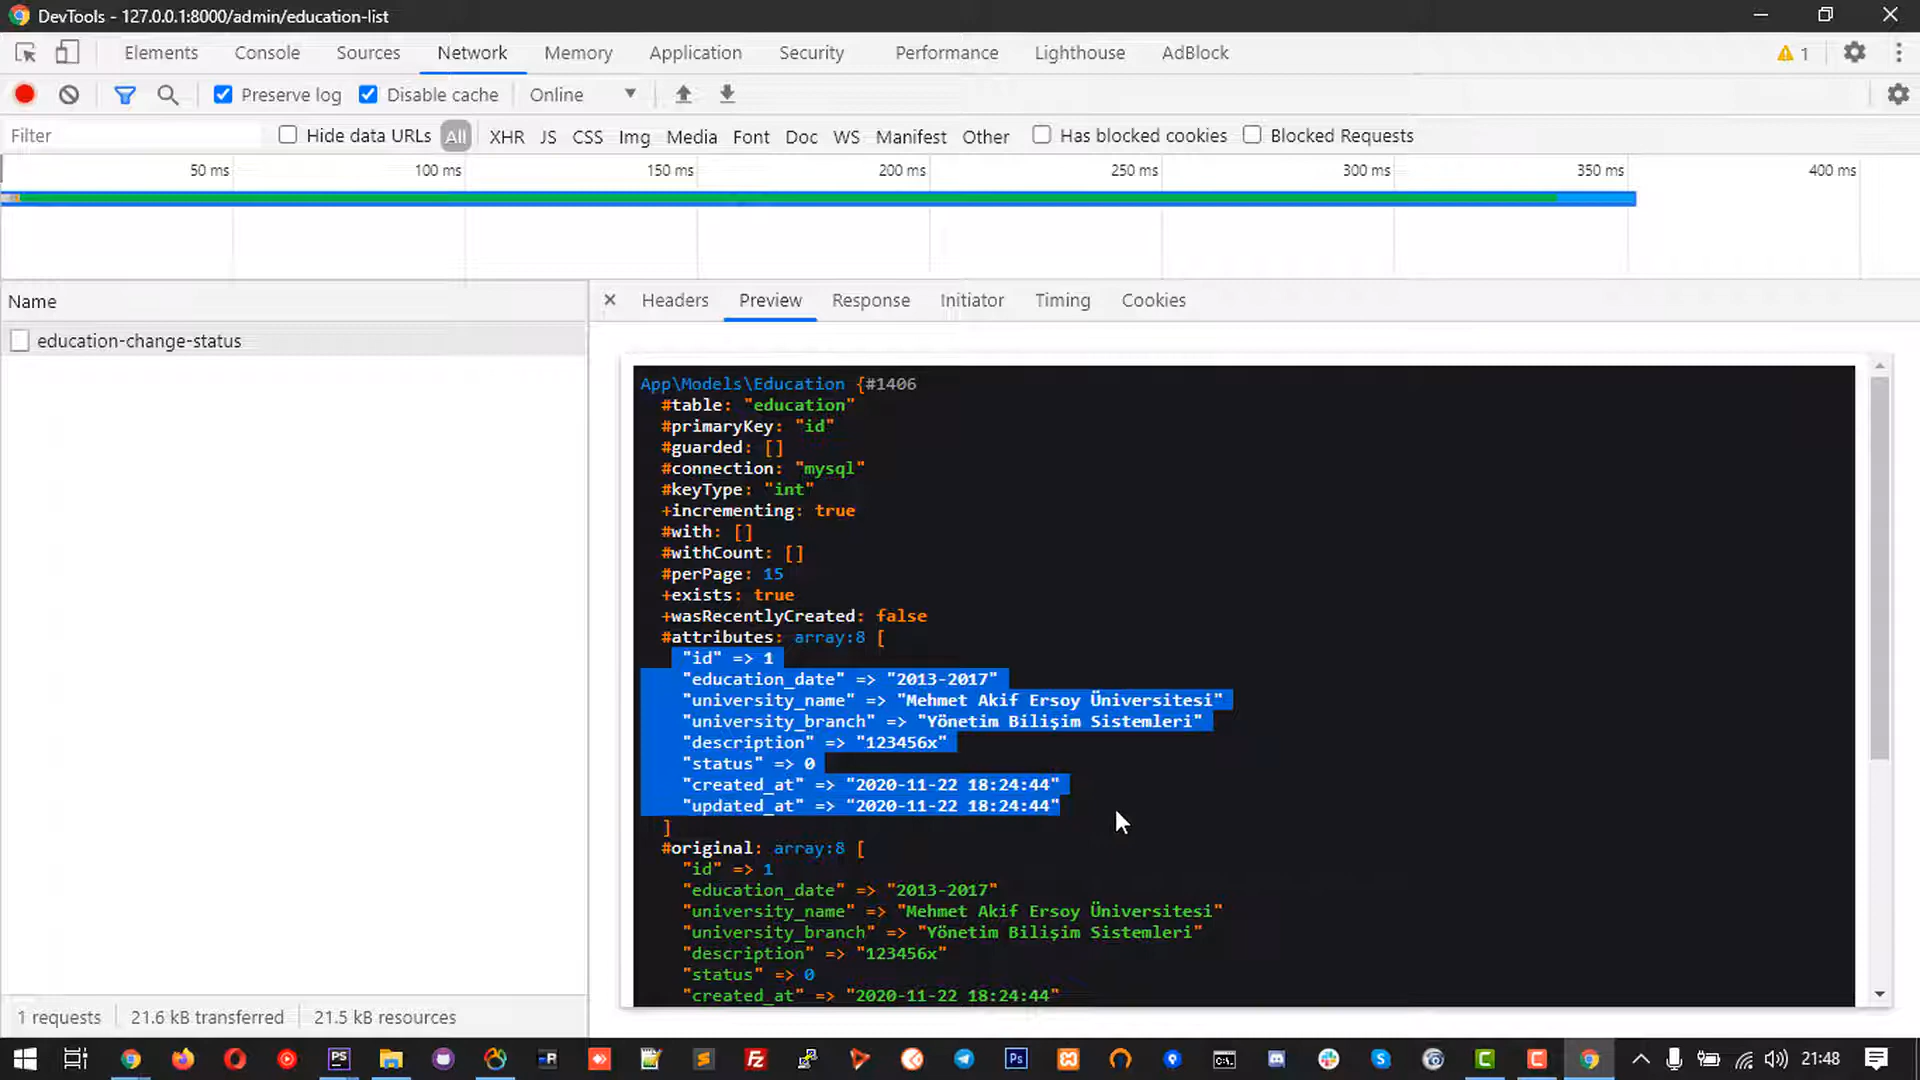 DevTools - 127.0.0.1:8000/admin/education-list
Elements Console Sources Network Memory Application Security Performance Lighthouse AdBlock 1
Preserve log Disable cache Online
Filter Hide data URLs All XHR JS CSS Img Media Font Doc WS Manifest Other Has blocked cookies Blocked Requests
50 ms 100 ms 150 ms 200 ms 250 ms 300 ms 350 ms 400 ms
Name
education-change-status
Headers Preview Response Initiator Timing Cookies
App\Models\Education {#1406
#table: "education"
#primaryKey: "id"
#guarded: []
#connection: "mysql"
#keyType: "int"
+incrementing: true
#with: []
#withCount: []
#perPage: 15
+exists: true
+wasRecentlyCreated: false
#attributes: array:8 [
"id" => 1
"education_date" => "2013-2017"
"university_name" => "Mehmet Akif Ersoy Üniversitesi"
"university_branch" => "Yönetim Bilişim Sistemleri"
"description" => "123456x"
"status" => 0
"created_at" => "2020-11-22 18:24:44"
"updated_at" => "2020-11-22 18:24:44"
]
#original: array:8 [
"id" => 1
"education_date" => "2013-2017"
"university_name" => "Mehmet Akif Ersoy Üniversitesi"
"university_branch" => "Yönetim Bilişim Sistemleri"
"description" => "123456x"
"status" => 0
"created_at" => "2020-11-22 18:24:44"
1 requests 21.6 kB transferred 21.5 kB resources
21:48